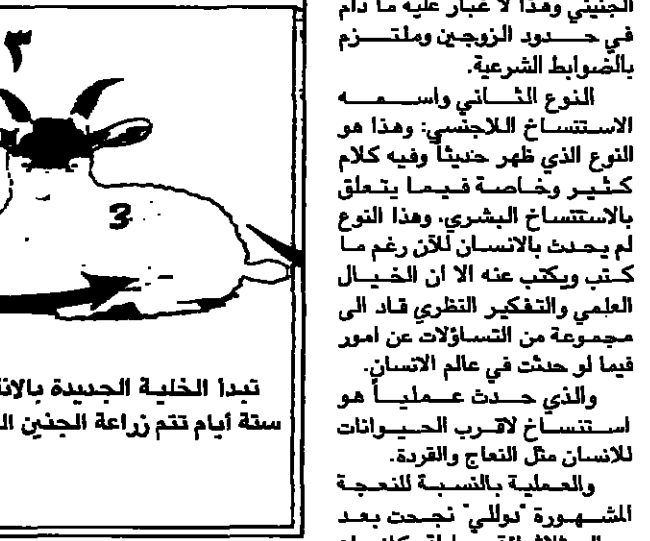 الجنيني وهذا لا غبار عليه ما دام
في حدود الزوجين وملتزم
بالضوابط الشرعية.
النوع الثاني واسمه
الاستنساخ اللاجنسي: وهذا هو
النوع الذي ظهر حديثاً وفيه كلام
كثير وخاصة فيما يتعلق
بالاستنساخ البشري. وهذا النوع
لم يحدث بالانسان للآن رغم ما
كتب ويكتب عنه الا ان الخيال
العلمي والتفكير النظري قاد الى
مجموعة من التساؤلات عن امور
فيما لو حدثت في عالم الانسان.
والذي حدث عملياً هو
استنساخ لاقرب الحيوانات
للانسان مثل النعاج والقردة.
والعملية بالنسبة للنعجة
المشهورة "دوللي" نجحت بعد
٣
3
تبدا الخلية الجديدة
ستة أيام تتم زراعة الجنين